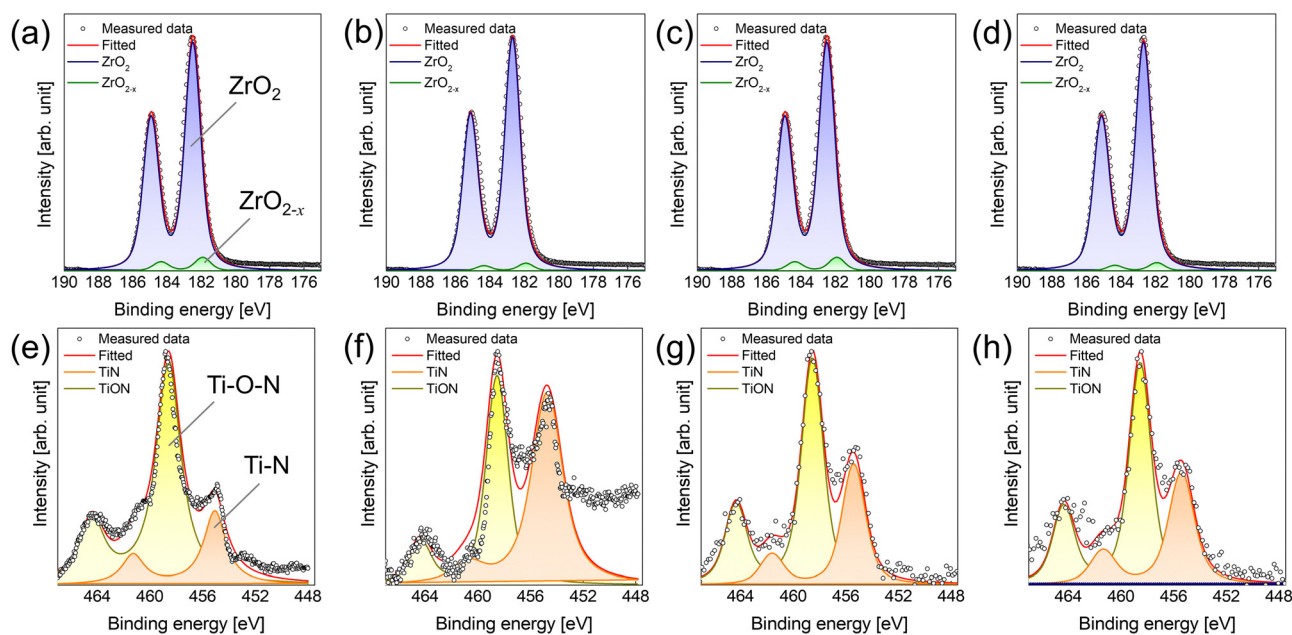 (a)
Measured data
Fitted
ZrO2
ZrO2-x
ZrO2
ZrO2-x
Intensity [arb. unit]
190 188 186 184 182 180 178 176
Binding energy [eV]
(b)
Measured data
Fitted
ZrO2
ZrO2-x
Intensity [arb. unit]
190 188 186 184 182 180 178 176
Binding energy [eV]
(c)
Measured data
Fitted
ZrO2
ZrO2-x
Intensity [arb. unit]
190 188 186 184 182 180 178 176
Binding energy [eV]
(d)
Measured data
Fitted
ZrO2
ZrO2-x
Intensity [arb. unit]
190 188 186 184 182 180 178 176
Binding energy [eV]
(e)
Measured data
Fitted
TiN
TiON
Ti-O-N
Ti-N
Intensity [arb. unit]
464 460 456 452 448
Binding energy [eV]
(f)
Measured data
Fitted
TiN
TiON
Intensity [arb. unit]
464 460 456 452 448
Binding energy [eV]
(g)
Measured data
Fitted
TiN
TiON
Intensity [arb. unit]
464 460 456 452 448
Binding energy [eV]
(h)
Measured data
Fitted
TiN
TiON
Intensity [arb. unit]
464 460 456 452 448
Binding energy [eV]